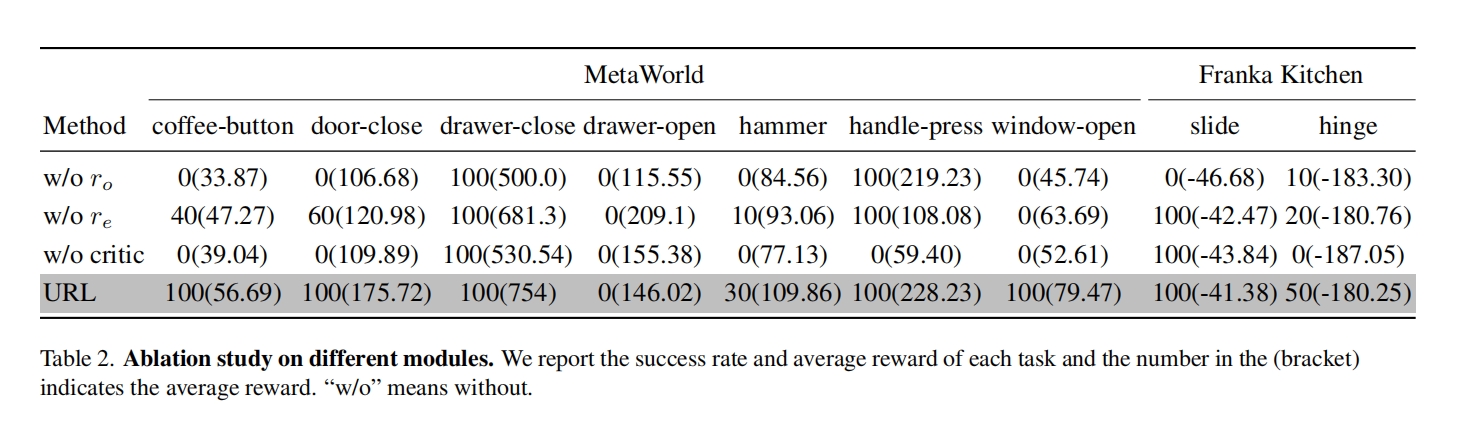 MetaWorld Franka Kitchen
Method coffee-button door-close drawer-close drawer-open hammer handle-press window-open slide hinge
w/o r_o 0(33.87) 0(106.68) 100(500.0) 0(115.55) 0(84.56) 100(219.23) 0(45.74) 0(-46.68) 10(-183.30)
w/o r_e 40(47.27) 60(120.98) 100(681.3) 0(209.1) 10(93.06) 100(108.08) 0(63.69) 100(-42.47) 20(-180.76)
w/o critic 0(39.04) 0(109.89) 100(530.54) 0(155.38) 0(77.13) 0(59.40) 0(52.61) 100(-43.84) 0(-187.05)
URL 100(56.69) 100(175.72) 100(754) 0(146.02) 30(109.86) 100(228.23) 100(79.47) 100(-41.38) 50(-180.25)
Table 2. Ablation study on different modules. We report the success rate and average reward of each task and the number in the (bracket)
indicates the average reward. “w/o” means without.